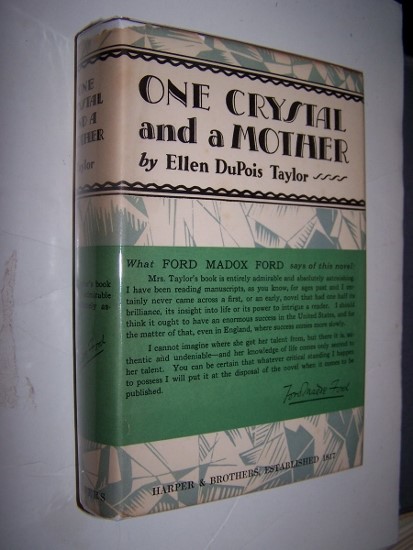 ONE CRYSTAL
and a MOTHER
by Ellen DuPois Taylor
What FORD MADOX FORD says of this novel:
Mrs. Taylor's book is entirely admirable and absolutely astonishing.
I have been reading manuscripts, as you know, for ages past and I cer-
tainly never came across a first, or an early, novel that had one half its
brilliance, its insight into life or its power to intrigue a reader. I should
think it ought to have an enormous success in the United States, and for
the matter of that, even in England, where success comes more slowly.
I cannot imagine where she got her talent from, but there it is, au-
thentic and undeniable—and her knowledge of life comes only second to
her talent. You can be certain that whatever critical standing I happen
to possess I will put it at the disposal of the novel when it comes to be
published.
Ford Madox Ford
HARPER & BROTHERS, ESTABLISHED 1817
ONE
CRYSTAL
AND A
MOTHER
Taylor